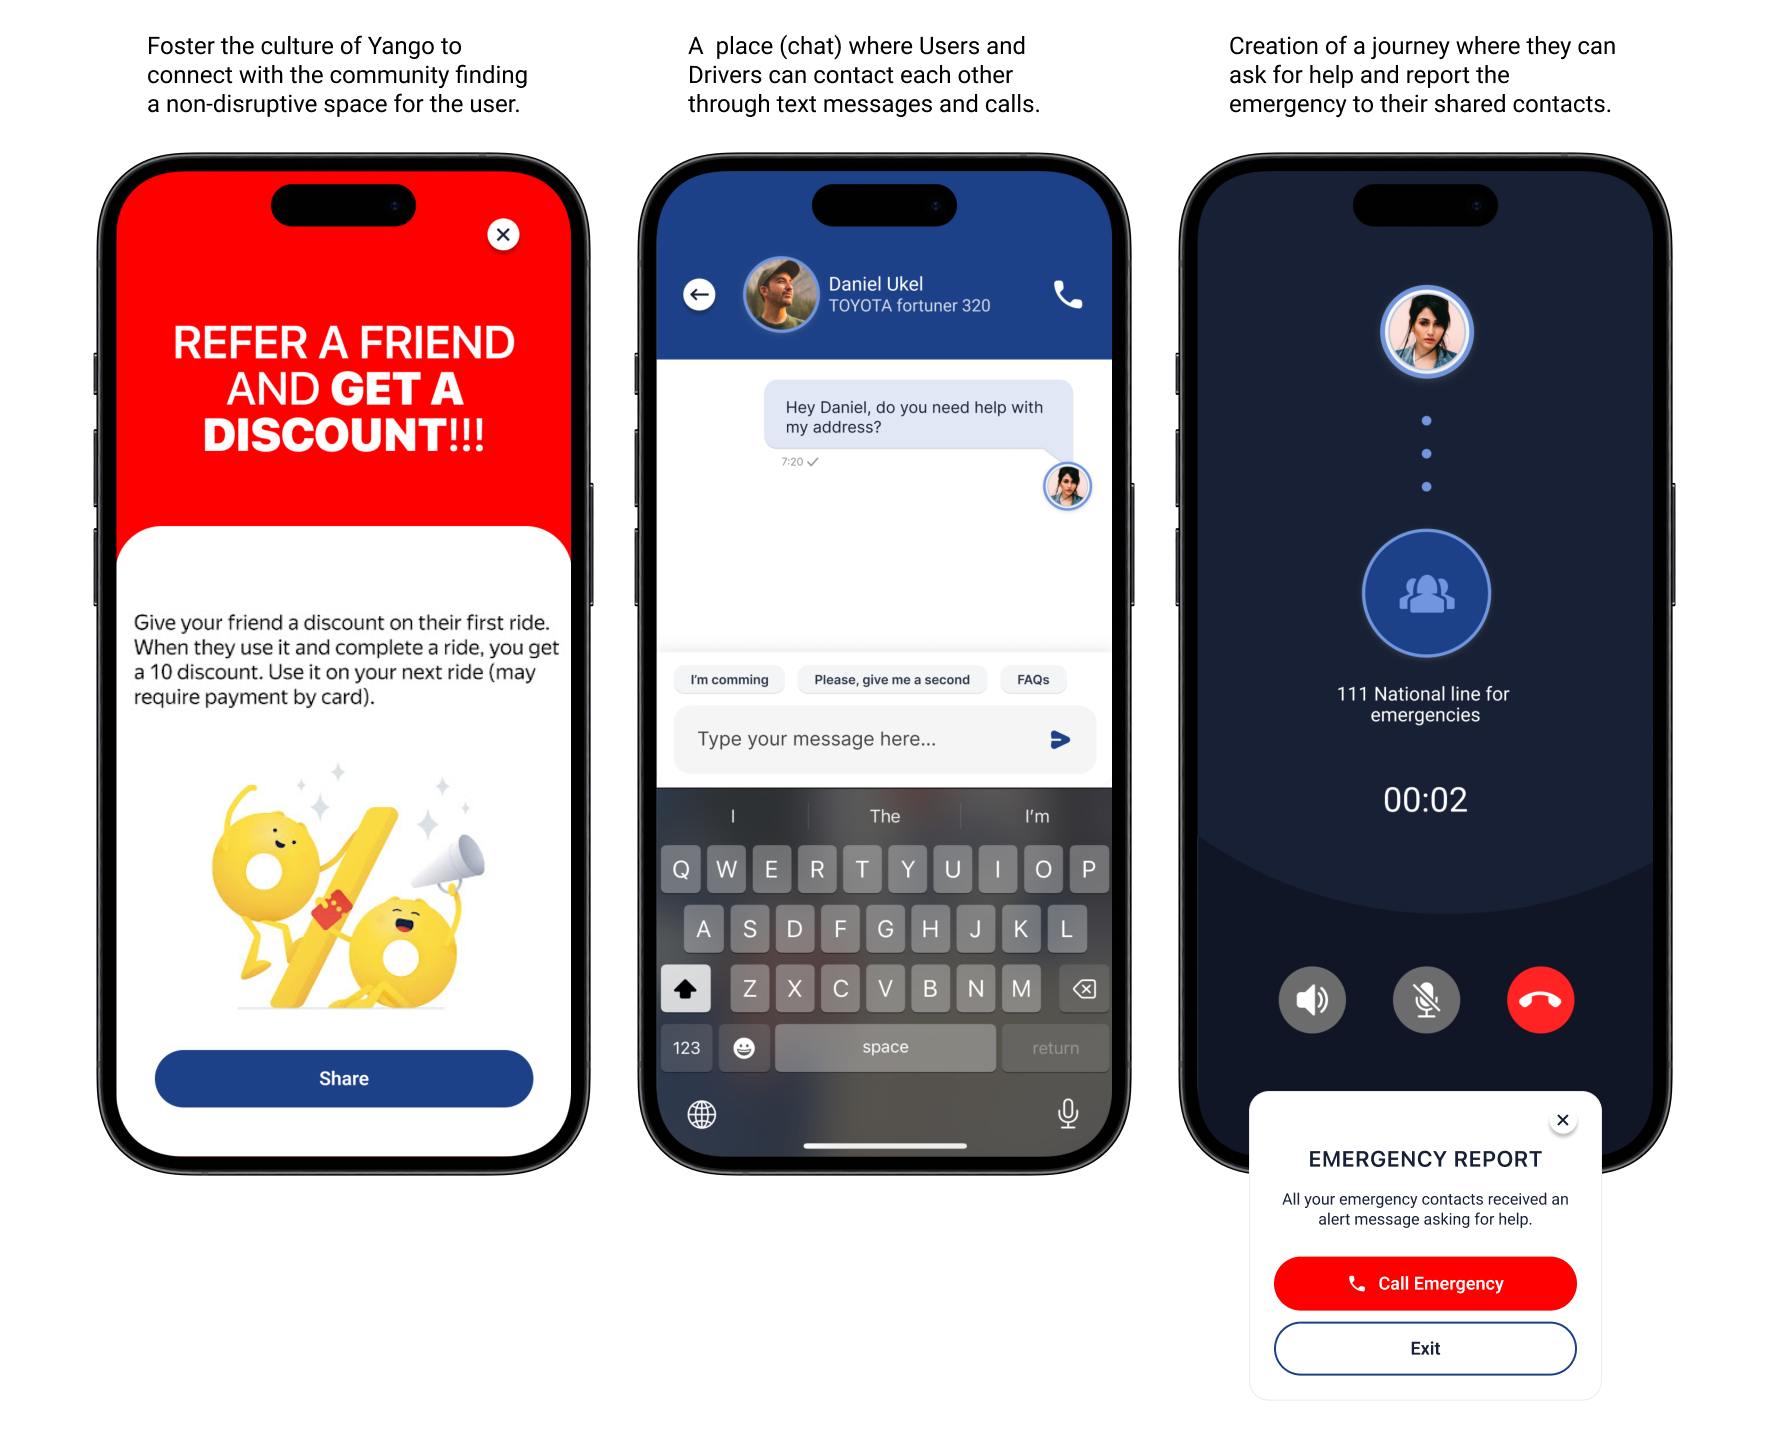 Foster the culture of Yango to
connect with the community finding
a non-disruptive space for the user.
A  place (chat) where Users and
Drivers can contact each other
through text messages and calls.
Creation of a journey where they can
ask for help and report the
emergency to their shared contacts.
REFER A FRIEND
AND GET A
DISCOUNT!!!
Give your friend a discount on their first ride.
When they use it and complete a ride, you get
a 10 discount. Use it on your next ride (may
require payment by card).
Share
Daniel Ukel
TOYOTA fortuner 320
Hey Daniel, do you need help with
my address?
7:20
I'm comming
Please, give me a second
FAQs
Type your message here...
I The I'm
Q W E R T Y U I O P
A S D F G H J K L
Z X C V B N M
123 space return
111 National line for
emergencies
00:02
EMERGENCY REPORT
All your emergency contacts received an
alert message asking for help.
Call Emergency
Exit